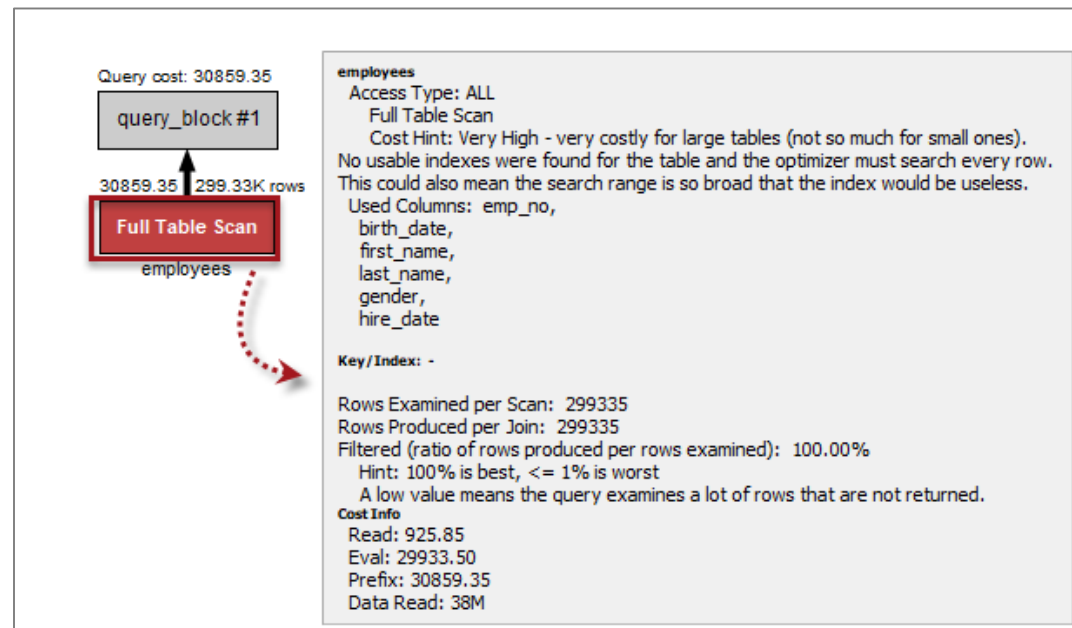 Query cost: 30859.35
query_block #1
30859.35 299.33K rows
Full Table Scan
employees
employees
Access Type: ALL
Full Table Scan
Cost Hint: Very High - very costly for large tables (not so much for small ones).
No usable indexes were found for the table and the optimizer must search every row.
This could also mean the search range is so broad that the index would be useless.
Used Columns: emp_no,
birth_date,
first_name,
last_name,
gender,
hire_date
Key/Index: -
Rows Examined per Scan: 299335
Rows Produced per Join: 299335
Filtered (ratio of rows produced per rows examined): 100.00%
Hint: 100% is best, <= 1% is worst
A low value means the query examines a lot of rows that are not returned.
Cost Info
Read: 925.85
Eval: 29933.50
Prefix: 30859.35
Data Read: 38M